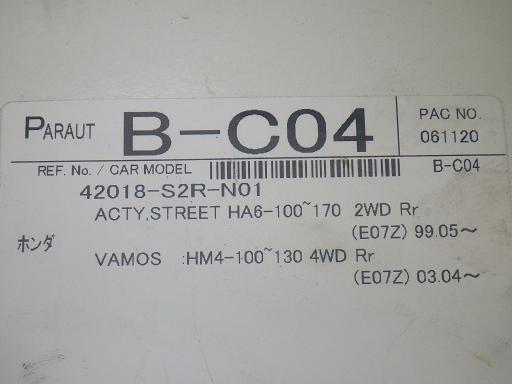 PARAUT B-C04 PAC NO.
061120
REF. No. / CAR MODEL B-C04
42018-S2R-N01
ACTY,STREET HA6-100~170 2WD Rr
(E07Z) 99.05～
ホンダ
VAMOS :HM4-100~130 4WD Rr
(E07Z) 03.04～